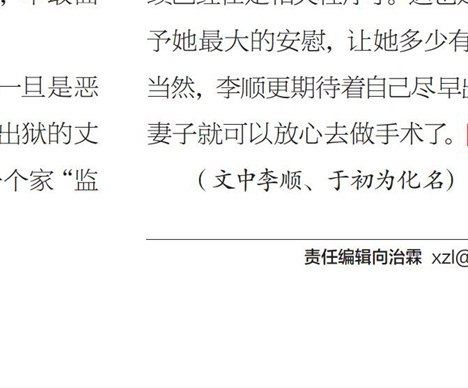 一旦是恶
出狱的丈
个家“监
予她最大的安慰，让她多少有
当然，李顺更期待着自己尽早出
妻子就可以放心去做手术了。
（文中李顺、于初为化名）
责任编辑向治霖 xzl@